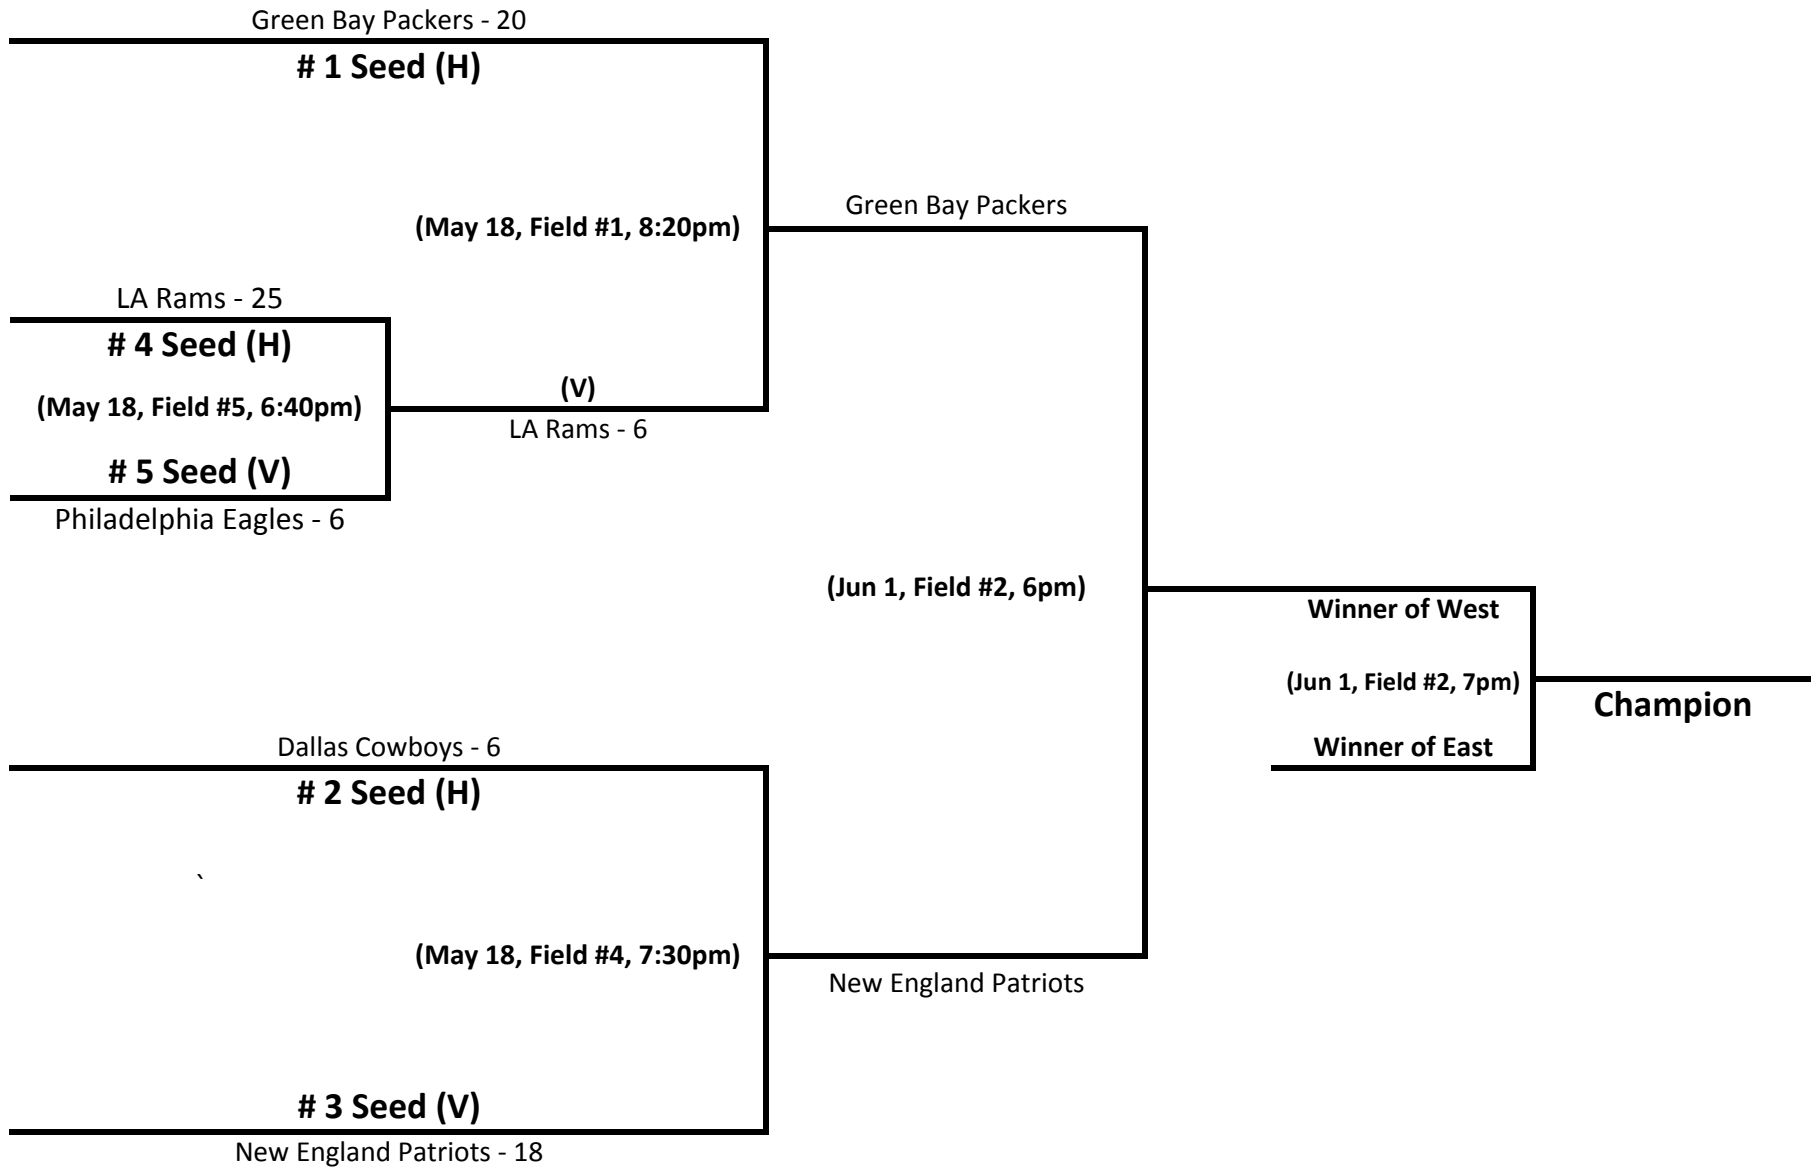 Green Bay Packers - 20
# 1 Seed (H)
(May 18, Field #1, 8:20pm)
Green Bay Packers
LA Rams - 25
# 4 Seed (H)
(May 18, Field #5, 6:40pm)
(V)
LA Rams - 6
# 5 Seed (V)
Philadelphia Eagles - 6
(Jun 1, Field #2, 6pm)
Winner of West
(Jun 1, Field #2, 7pm)
Champion
Winner of East
Dallas Cowboys - 6
# 2 Seed (H)
`
(May 18, Field #4, 7:30pm)
New England Patriots
# 3 Seed (V)
New England Patriots - 18